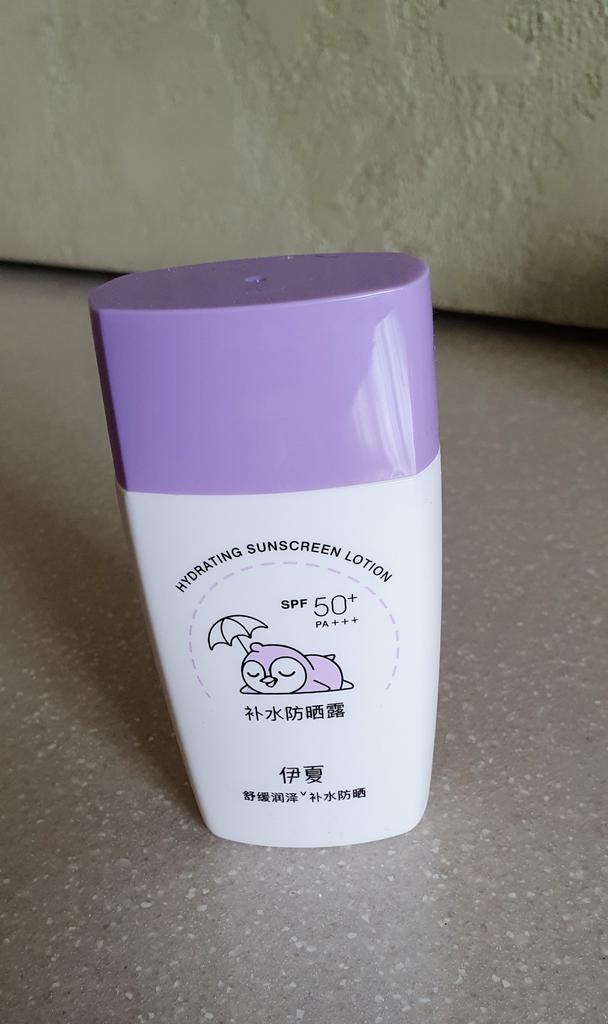 HYDRATING SUNSCREEN LOTION
SPF 50+
PA+++
补水防晒露
伊夏
舒缓润泽˅补水防晒